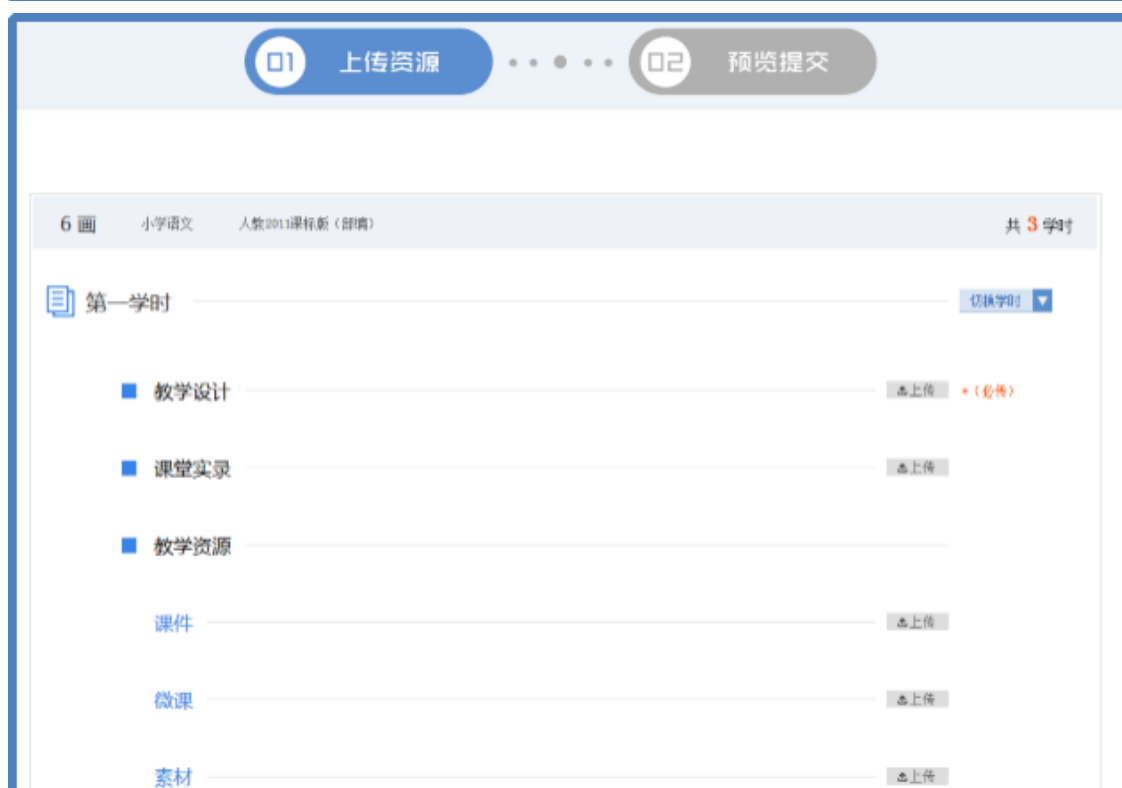 01 上传资源 02 预览提交
6 画 小学语文 人教2011课标版（部编） 共 3 学时
第一学时 切换学时
教学设计 上传 *（必传）
课堂实录 上传
教学资源
课件 上传
微课 上传
素材 上传